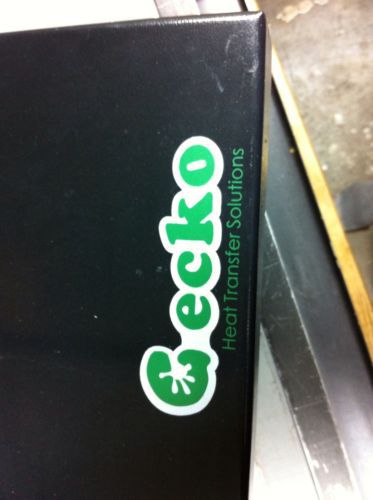 Gecko
Heat Transfer Solutions